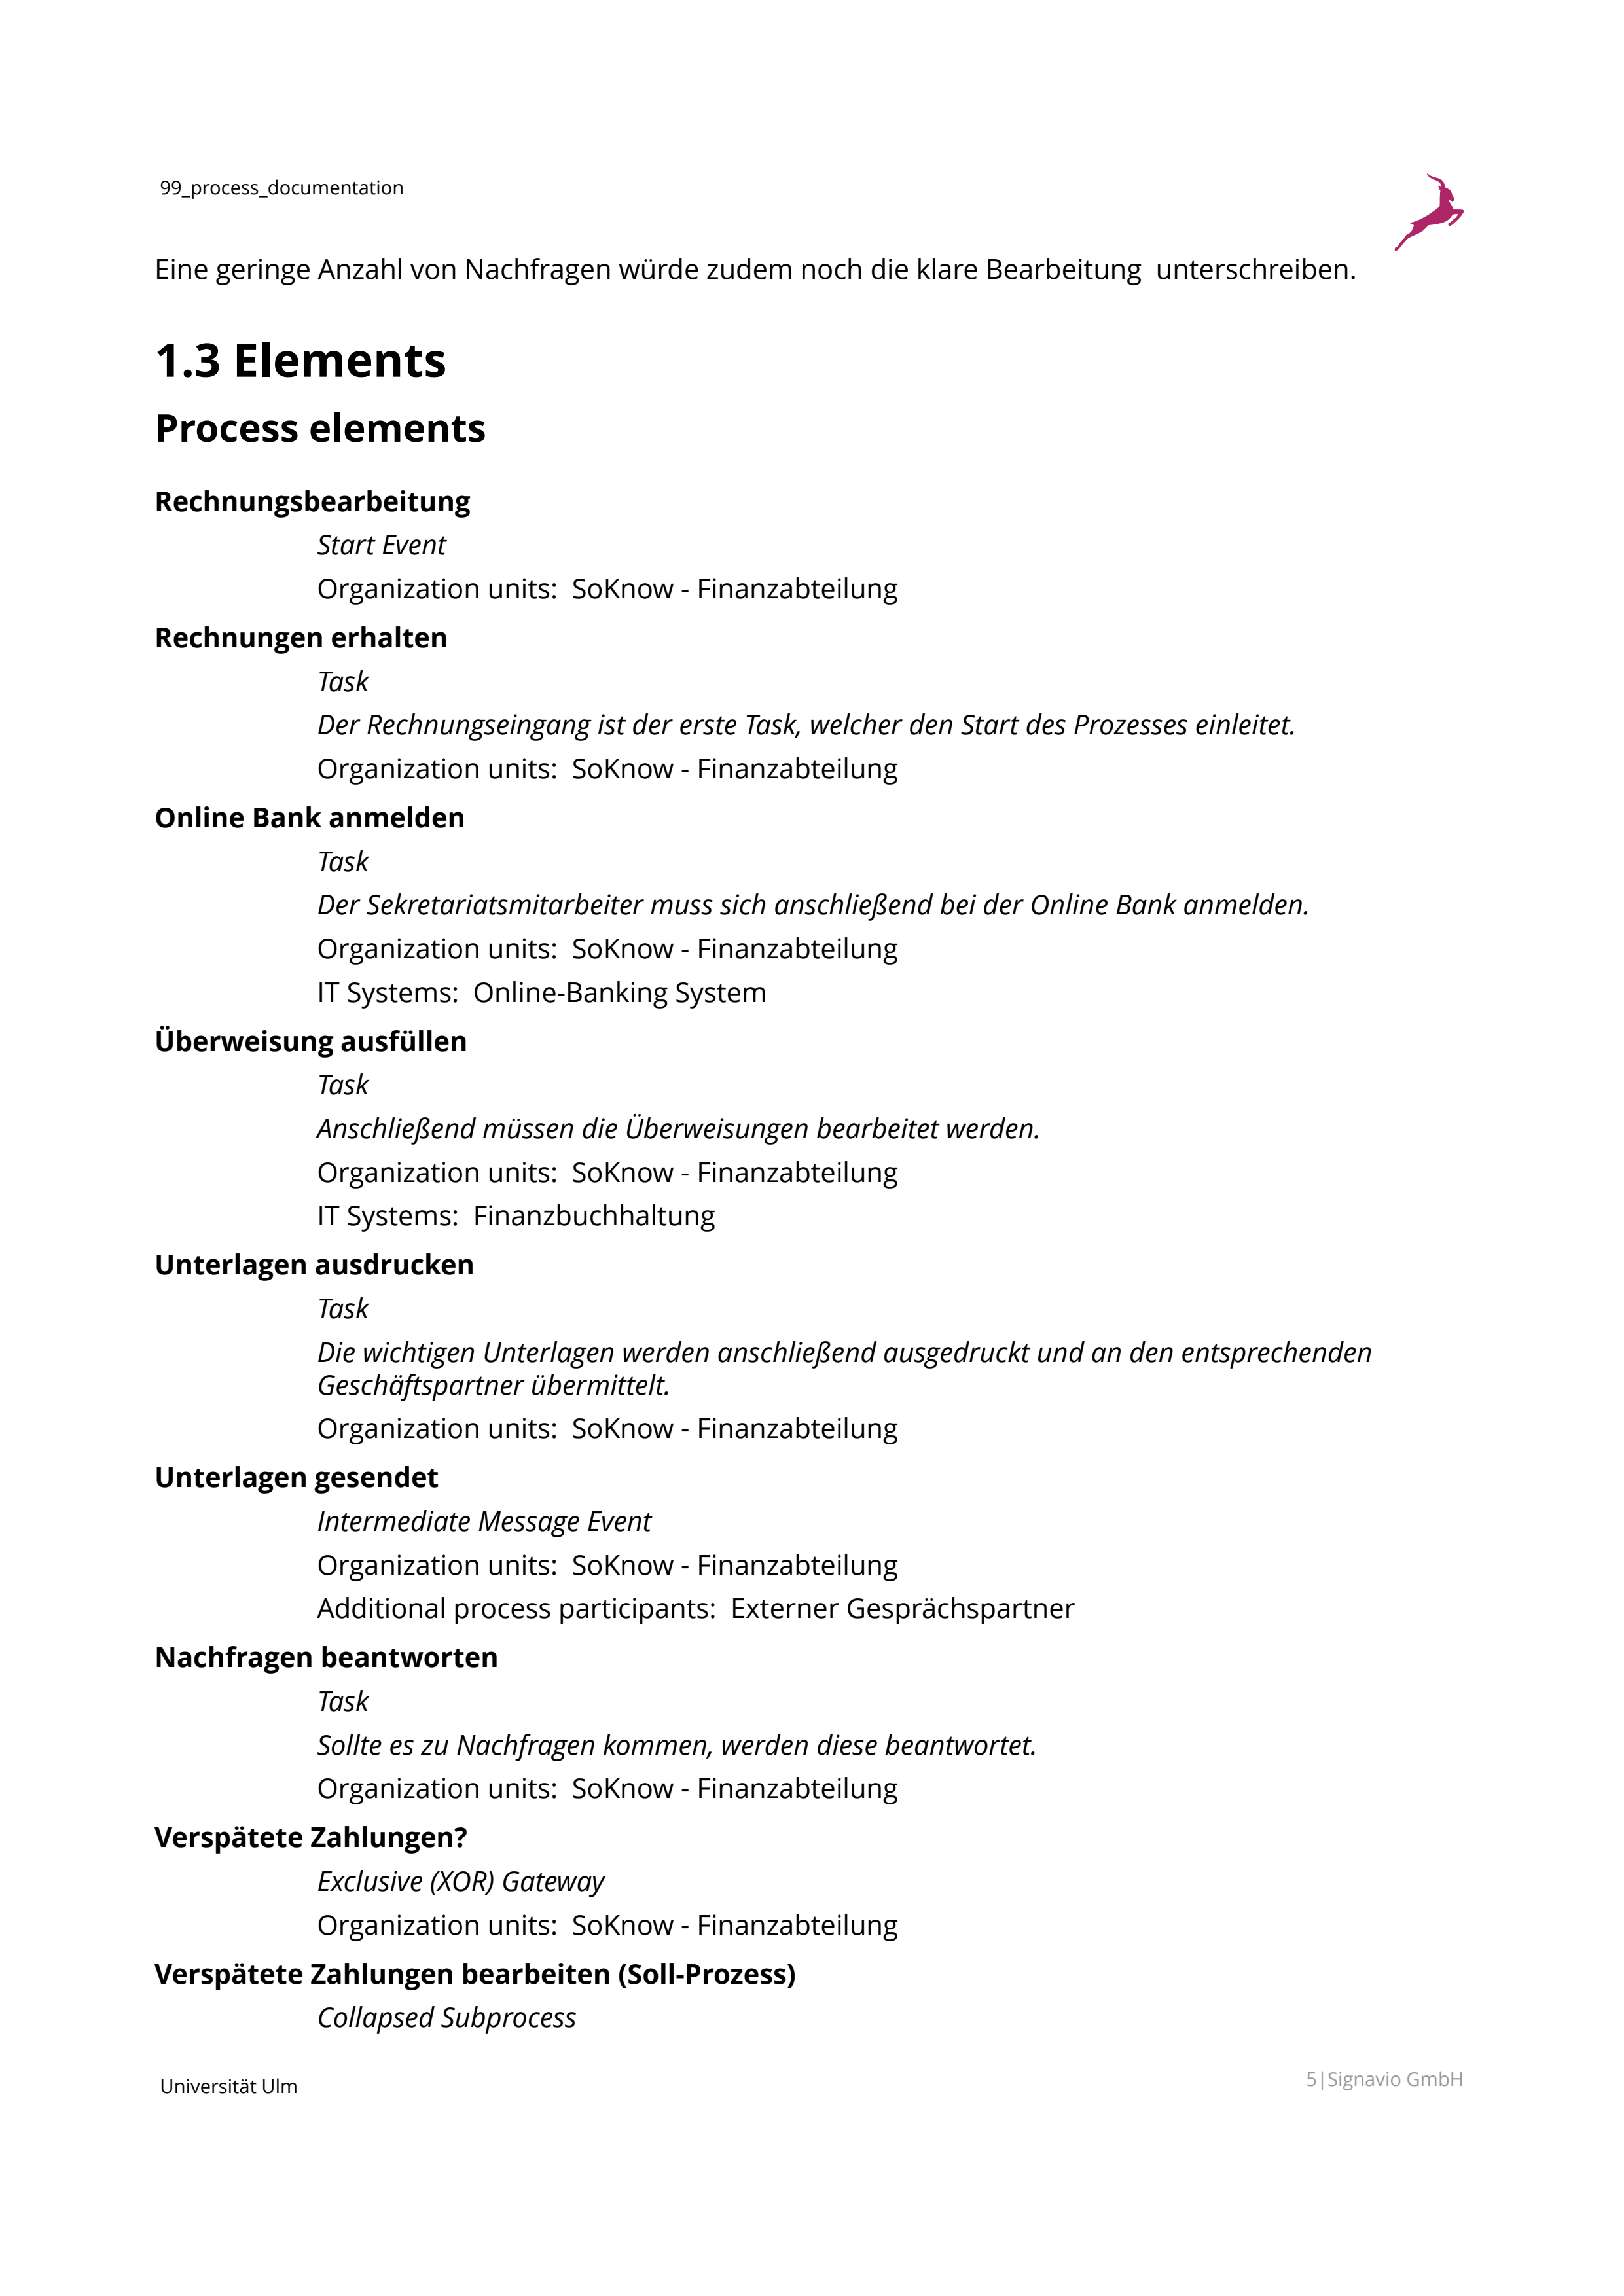 99_process_documentation
Eine geringe Anzahl von Nachfragen würde zudem noch die klare Bearbeitung  unterschreiben.
1.3 Elements
Process elements
Rechnungsbearbeitung
Start Event
Organization units:  SoKnow - Finanzabteilung
Rechnungen erhalten
Task
Der Rechnungseingang ist der erste Task, welcher den Start des Prozesses einleitet.
Organization units:  SoKnow - Finanzabteilung
Online Bank anmelden
Task
Der Sekretariatsmitarbeiter muss sich anschließend bei der Online Bank anmelden.
Organization units:  SoKnow - Finanzabteilung
IT Systems:  Online-Banking System
Überweisung ausfüllen
Task
Anschließend müssen die Überweisungen bearbeitet werden.
Organization units:  SoKnow - Finanzabteilung
IT Systems:  Finanzbuchhaltung
Unterlagen ausdrucken
Task
Die wichtigen Unterlagen werden anschließend ausgedruckt und an den entsprechenden
Geschäftspartner übermittelt.
Organization units:  SoKnow - Finanzabteilung
Unterlagen gesendet
Intermediate Message Event
Organization units:  SoKnow - Finanzabteilung
Additional process participants:  Externer Gesprächspartner
Nachfragen beantworten
Task
Sollte es zu Nachfragen kommen, werden diese beantwortet.
Organization units:  SoKnow - Finanzabteilung
Verspätete Zahlungen?
Exclusive (XOR) Gateway
Organization units:  SoKnow - Finanzabteilung
Verspätete Zahlungen bearbeiten (Soll-Prozess)
Collapsed Subprocess
Universität Ulm
5|Signavio GmbH